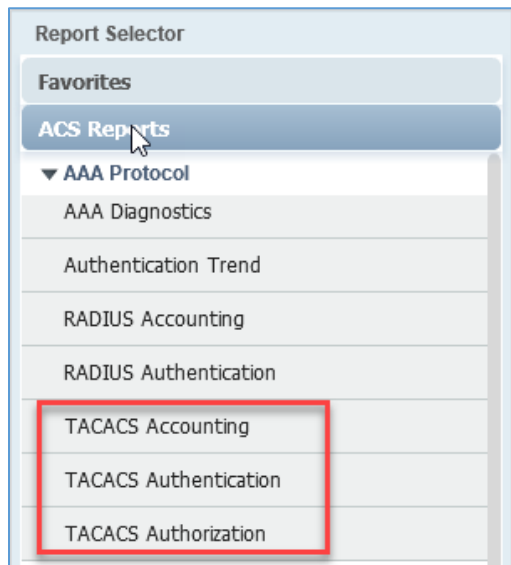 Report Selector
Favorites
ACS Reports
AAA Protocol
AAA Diagnostics
Authentication Trend
RADIUS Accounting
RADIUS Authentication
TACACS Accounting
TACACS Authentication
TACACS Authorization